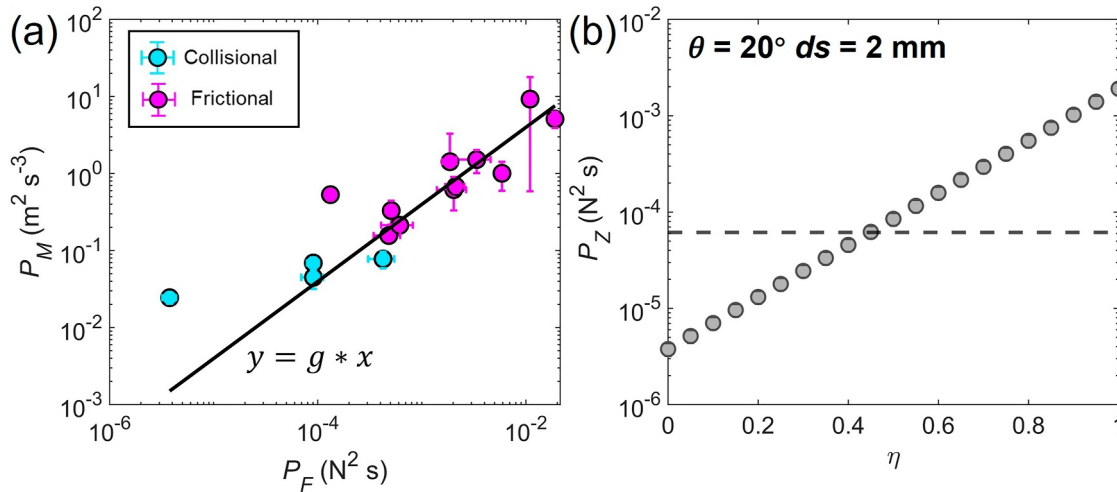 (a)
10^2
10^1
10^0
10^-1
10^-2
10^-3
P_M (m^2 s^-3)
Collisional
Frictional
y = g * x
10^-6
10^-4
10^-2
P_F (N^2 s)
(b)
θ = 20° ds = 2 mm
10^-2
10^-3
10^-4
10^-5
10^-6
P_Z (N^2 s)
0
0.2
0.4
0.6
0.8
1
η